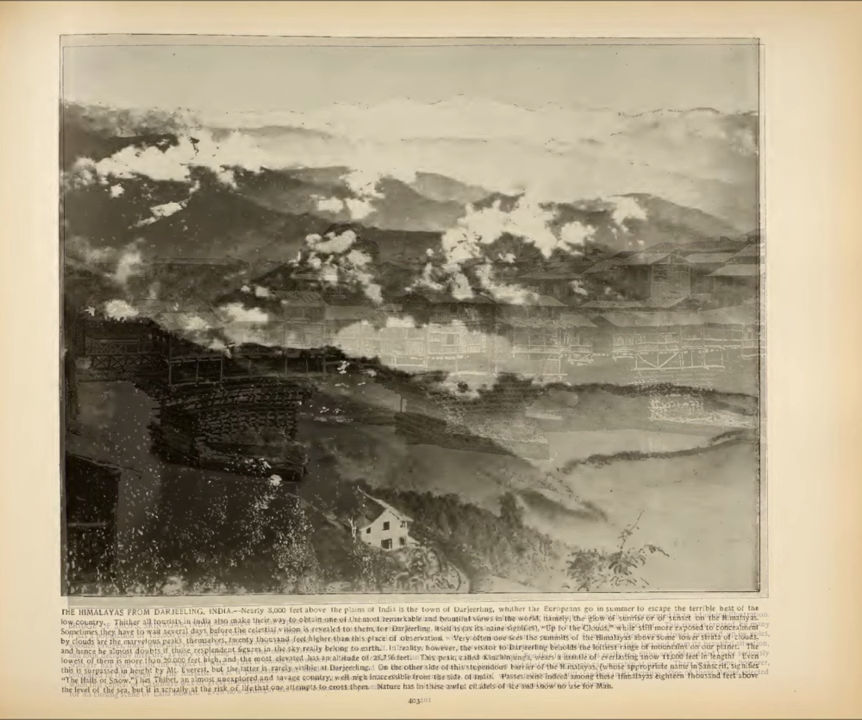 THE HIMALAYAS FROM DARJEELING, INDIA.—Nearly 8,000 feet above the plains of India is the town of Darjeeling, whither the Europeans go in summer to escape the terrible heat of the
low country. Thither all tourists in India also make their way to obtain one of the most remarkable and beautiful views in the world, namely, the glow of sunrise or of sunset on the Himalayas.
Sometimes they have to wait several days before the celestial vision is revealed to them, for Darjeeling itself is (as its name signifies), "Up to the Clouds," while still more exposed to concealment
by clouds are the marvelous peaks themselves, twenty thousand feet higher than this place of observation. Very often one sees the summits of the Himalayas above some lower strata of clouds,
and hence he almost doubts if those resplendent figures in the sky really belong to earth. In reality, however, the visitor to Darjeeling beholds the loftiest range of mountains on our planet. The
lowest of them is more than 20,000 feet high, and the most elevated has an altitude of feet. This peak, called wears a mantle of everlasting snow 11,000 feet in length! Even
this is surpassed in height by Mt. Everest, but the latter is rarely visible at Darjeeling. On the other side of this stupendous barrier of the Himalayas, (whose appropriate name in Sanscrit, signifies
"The Halls of Snow,") lies Thibet, an almost unexplored and savage country, well nigh inaccessible from the side of India. Passes exist indeed among these Himalayas eighteen thousand feet above
the level of the sea, but it is actually at the risk of life that one attempts to cross them. Nature has in these awful citadels of ice and snow no use for Man.